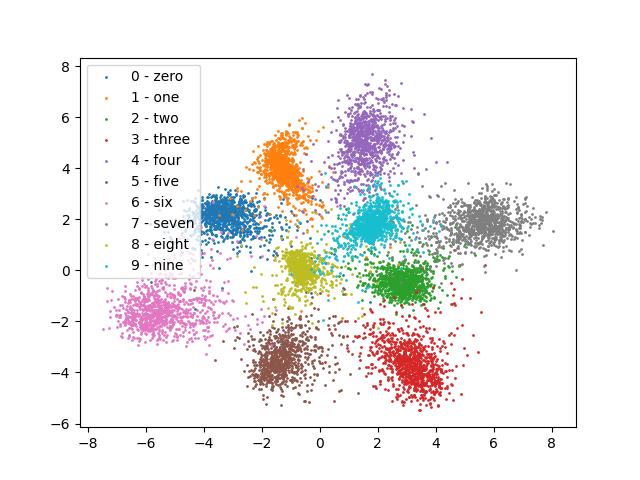 8
6
4
2
0
−2
−4
−6
0 - zero
1 - one
2 - two
3 - three
4 - four
5 - five
6 - six
7 - seven
8 - eight
9 - nine
−8 −6 −4 −2 0 2 4 6 8